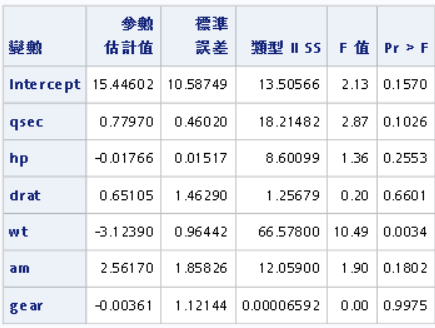 變數 參數估計值 標準誤差 類型 II SS F 值 Pr > F
Intercept 15.44602 10.58749 13.50566 2.13 0.1570
qsec 0.77970 0.46020 18.21482 2.87 0.1026
hp -0.01766 0.01517 8.60099 1.36 0.2553
drat 0.65105 1.46290 1.25679 0.20 0.6601
wt -3.12390 0.96442 66.57800 10.49 0.0034
am 2.56170 1.85826 12.05900 1.90 0.1802
gear -0.00361 1.12144 0.00006592 0.00 0.9975